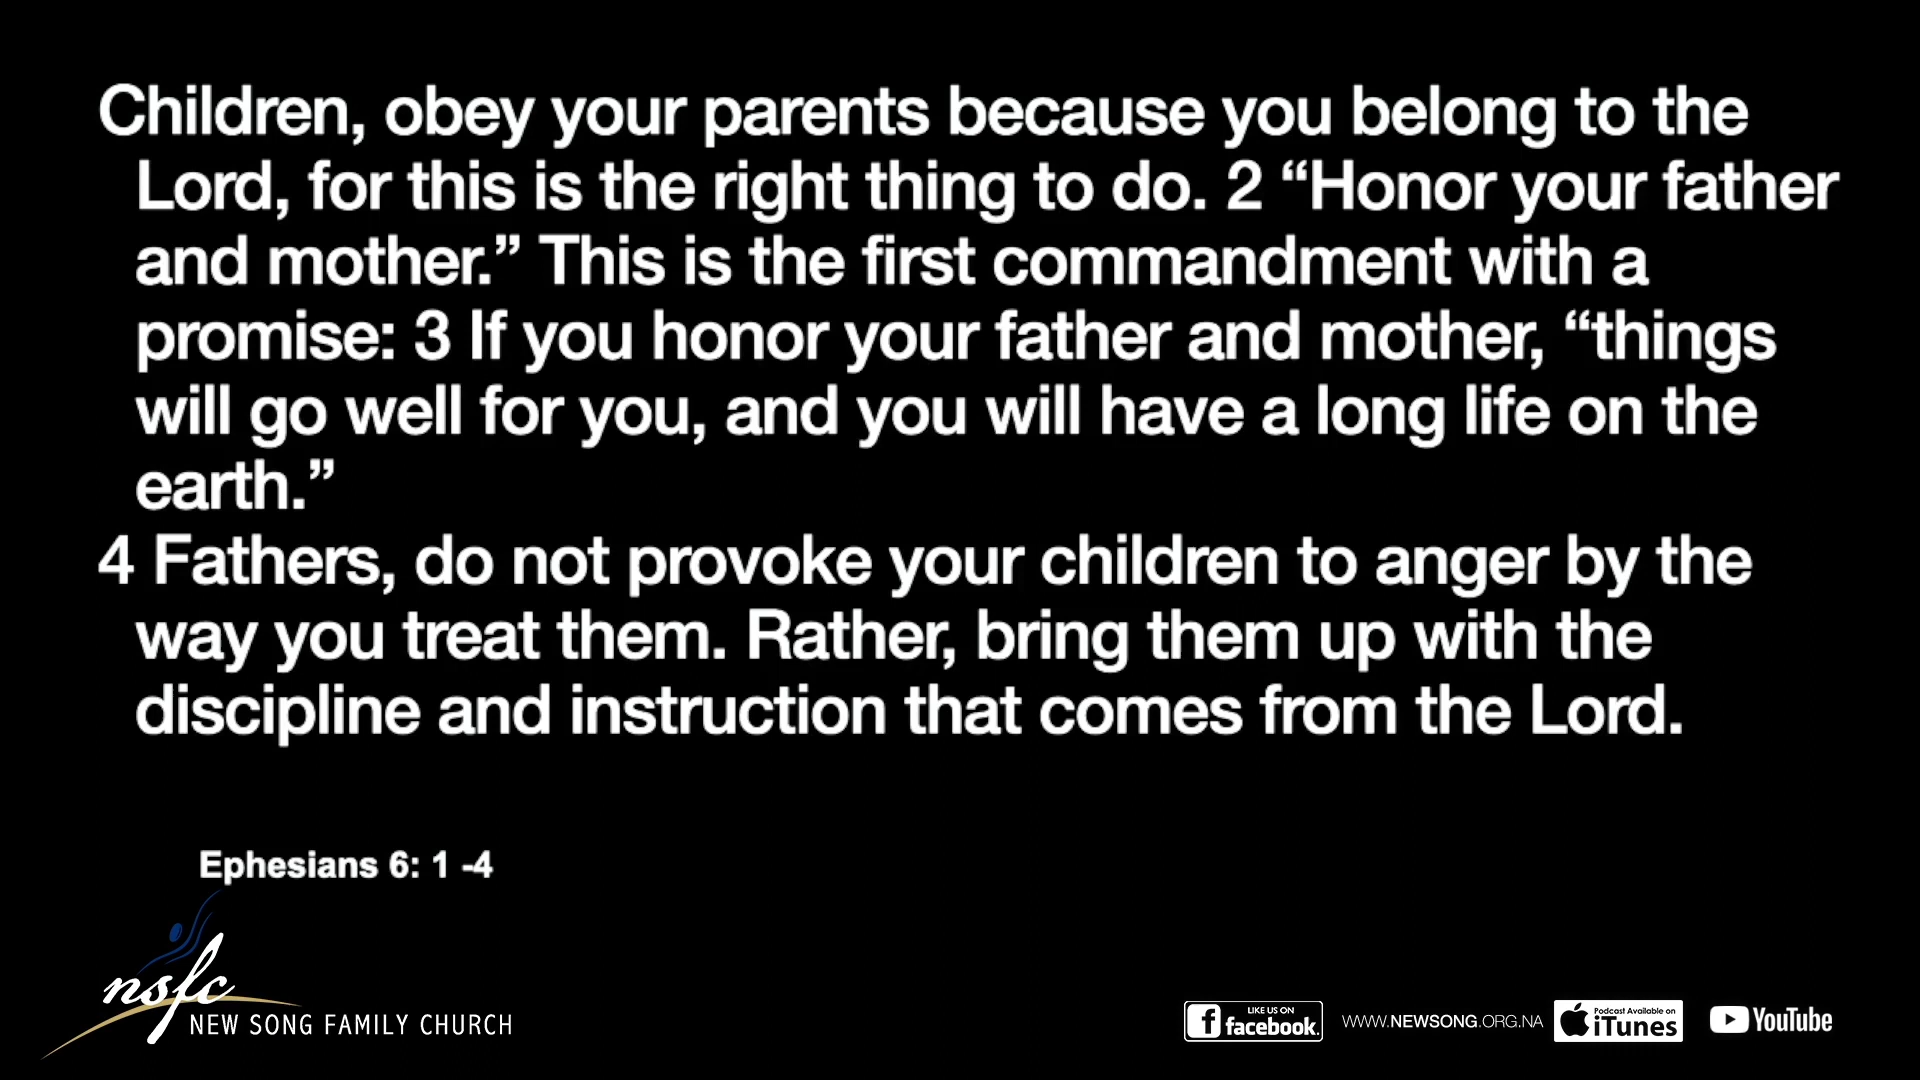 Children, obey your parents because you belong to the
Lord, for this is the right thing to do. 2 “Honor your father
and mother.” This is the first commandment with a
promise: 3 If you honor your father and mother, “things
will go well for you, and you will have a long life on the
earth.”
4 Fathers, do not provoke your children to anger by the
way you treat them. Rather, bring them up with the
discipline and instruction that comes from the Lord.
Ephesians 6: 1 -4
nsfc
NEW SONG FAMILY CHURCH
LIKE US ON
facebook.
WWW.NEWSONG.ORG.NA
Podcast Available on
iTunes
YouTube